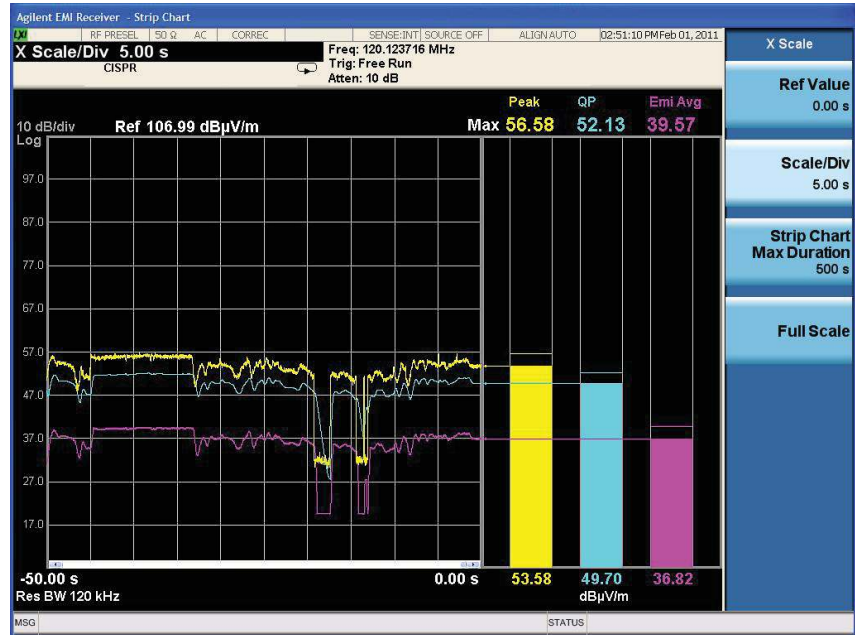 Agilent EMI Receiver - Strip Chart
LXI RF PRESEL 50 Ω AC CORREC SENSE:INT SOURCE OFF ALIGN AUTO 02:51:10 PM Feb 01, 2011
X Scale/Div 5.00 s
CISPR
Freq: 120.123716 MHz
Trig: Free Run
Atten: 10 dB
X Scale
Ref Value
0.00 s
Scale/Div
5.00 s
Strip Chart
Max Duration
500 s
Full Scale
Peak QP Emi Avg
10 dB/div Ref 106.99 dBµV/m Max 56.58 52.13 39.57
Log
97.0
87.0
77.0
67.0
57.0
47.0
37.0
27.0
17.0
-50.00 s 0.00 s 53.58 49.70 36.82
Res BW 120 kHz dBµV/m
MSG STATUS